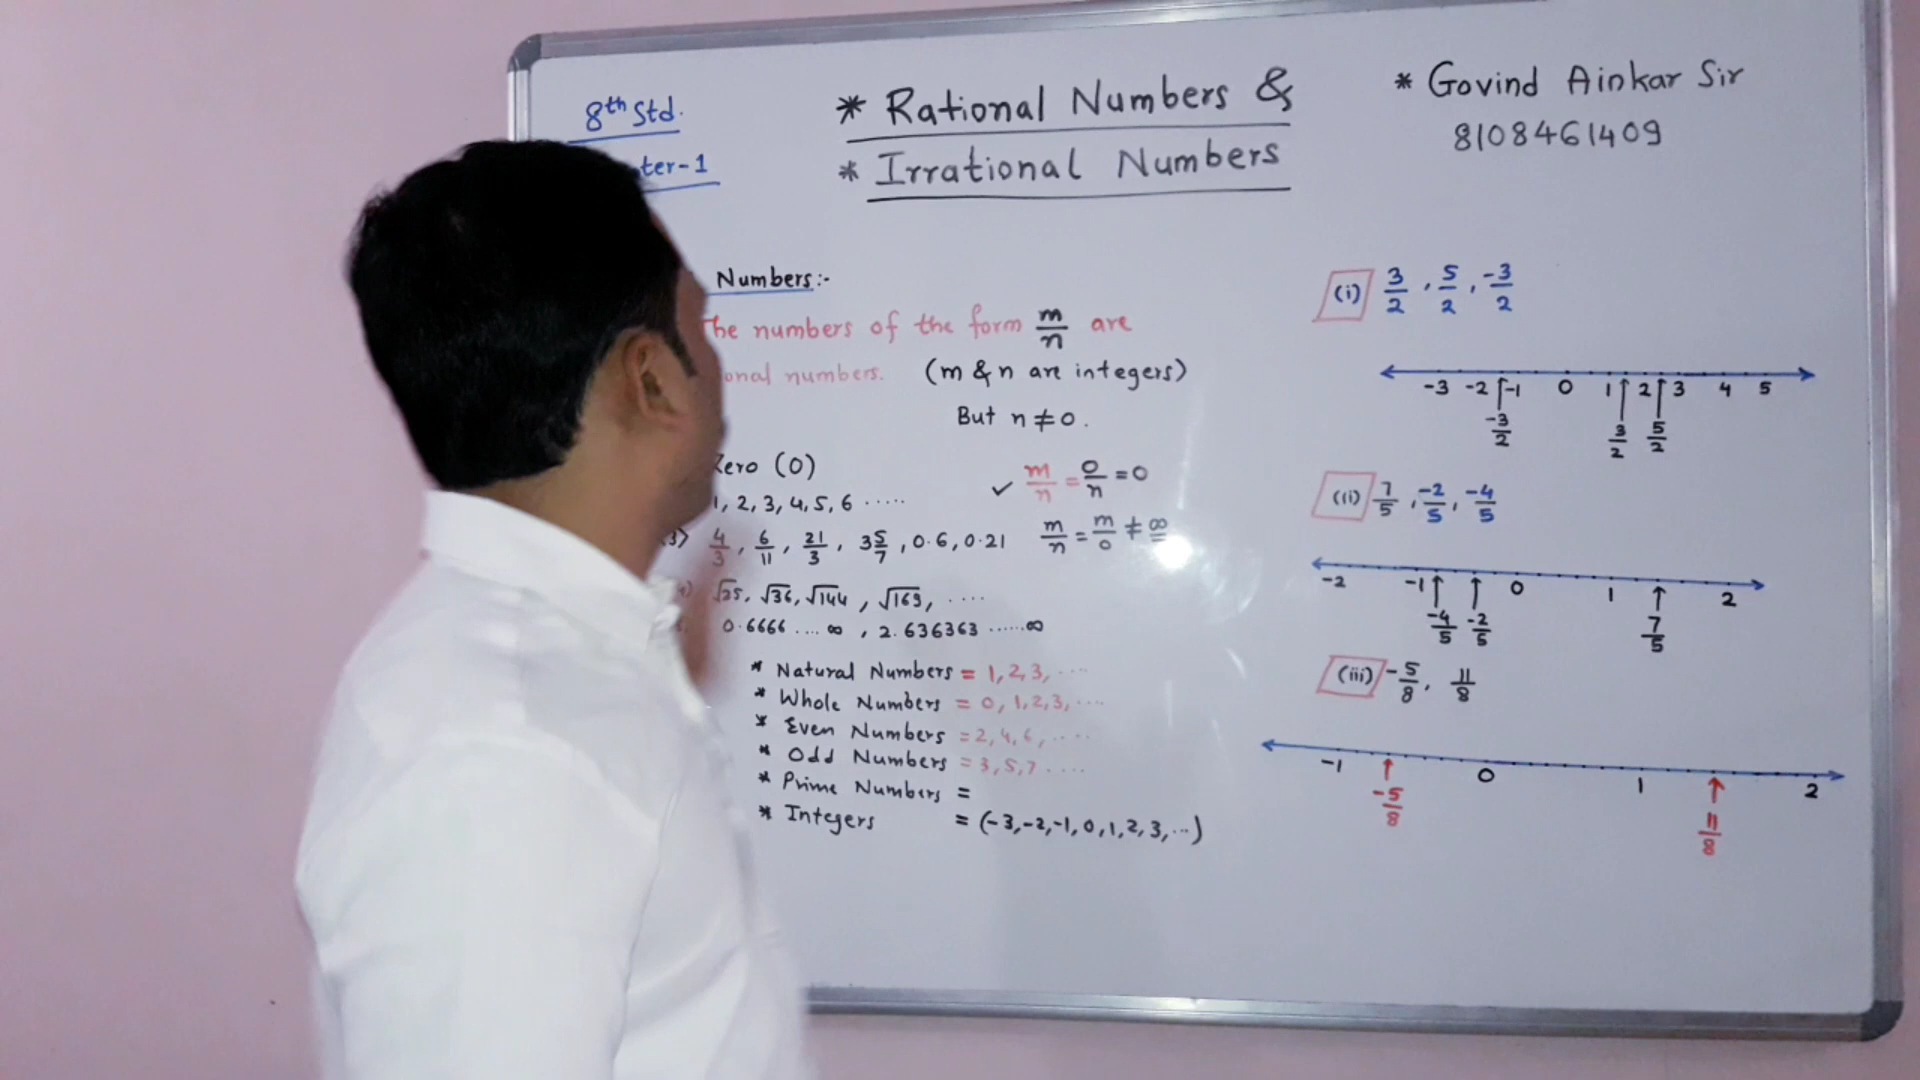 8th Std.
ter-1
* Rational Numbers &
* Irrational Numbers
* Govind Ainkar Sir
8108461409
Numbers:-
The numbers of the form m/n are
onal numbers. (m & n are integers)
But n ≠ 0.
Zero (0)
1, 2, 3, 4, 5, 6 .....
✓ m/n = 0/n = 0
3) 4/3, 6/11, 21/3, 3 5/7, 0.6, 0.21
m/n = m/0 ≠ ∞
√25, √36, √144, √169, ....
0.6666 .... ∞, 2.636363 ...... ∞
* Natural Numbers = 1, 2, 3, ....
* Whole Numbers = 0, 1, 2, 3, ....
* Even Numbers = 2, 4, 6, ....
* Odd Numbers = 3, 5, 7 ....
* Prime Numbers =
* Integers = (-3, -2, -1, 0, 1, 2, 3, ...)
(i) 3/2, 5/2, -3/2
-3 -2 -1 0 1 2 3 4 5
-3/2 3/2 5/2
(ii) 7/5, -2/5, -4/5
-2 -1 0 1 2
-4/5 -2/5 7/5
(iii) -5/8, 11/8
-1 0 1 2
-5/8 11/8